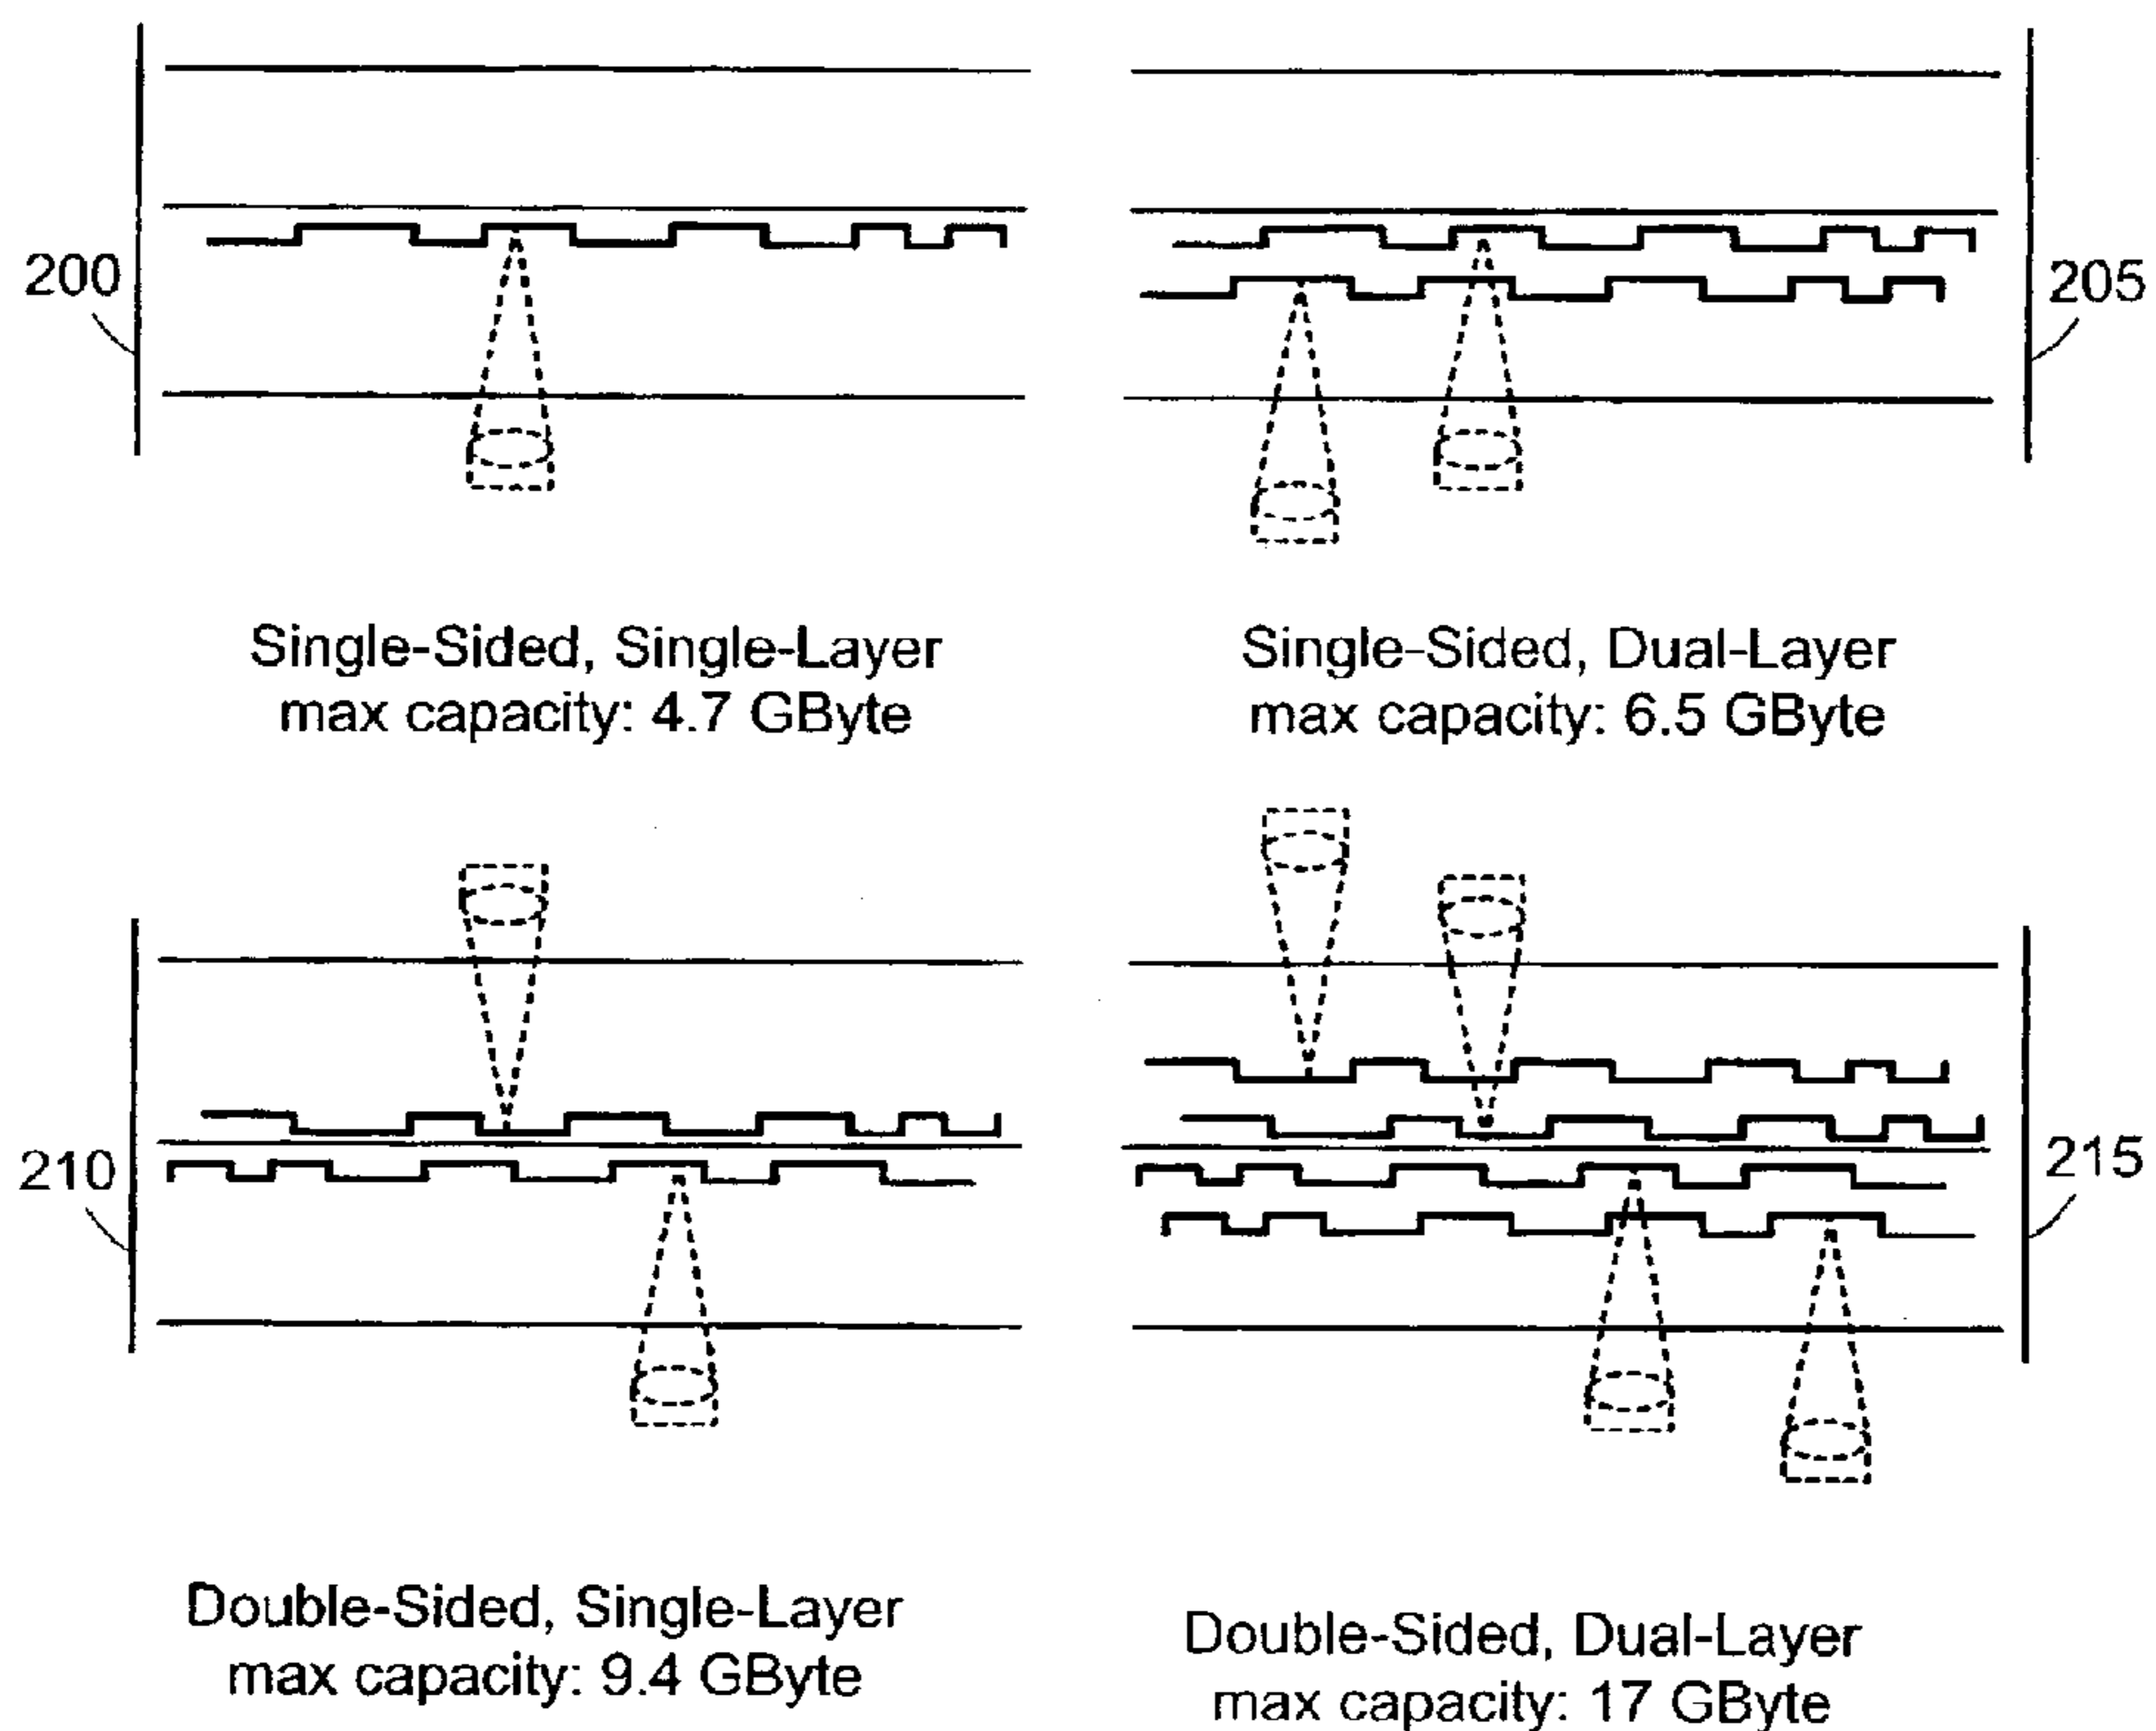 200
205
Single-Sided, Single-Layer
max capacity: 4.7 GByte
Single-Sided, Dual-Layer
max capacity: 6.5 GByte
210
215
Double-Sided, Single-Layer
max capacity: 9.4 GByte
Double-Sided, Dual-Layer
max capacity: 17 GByte